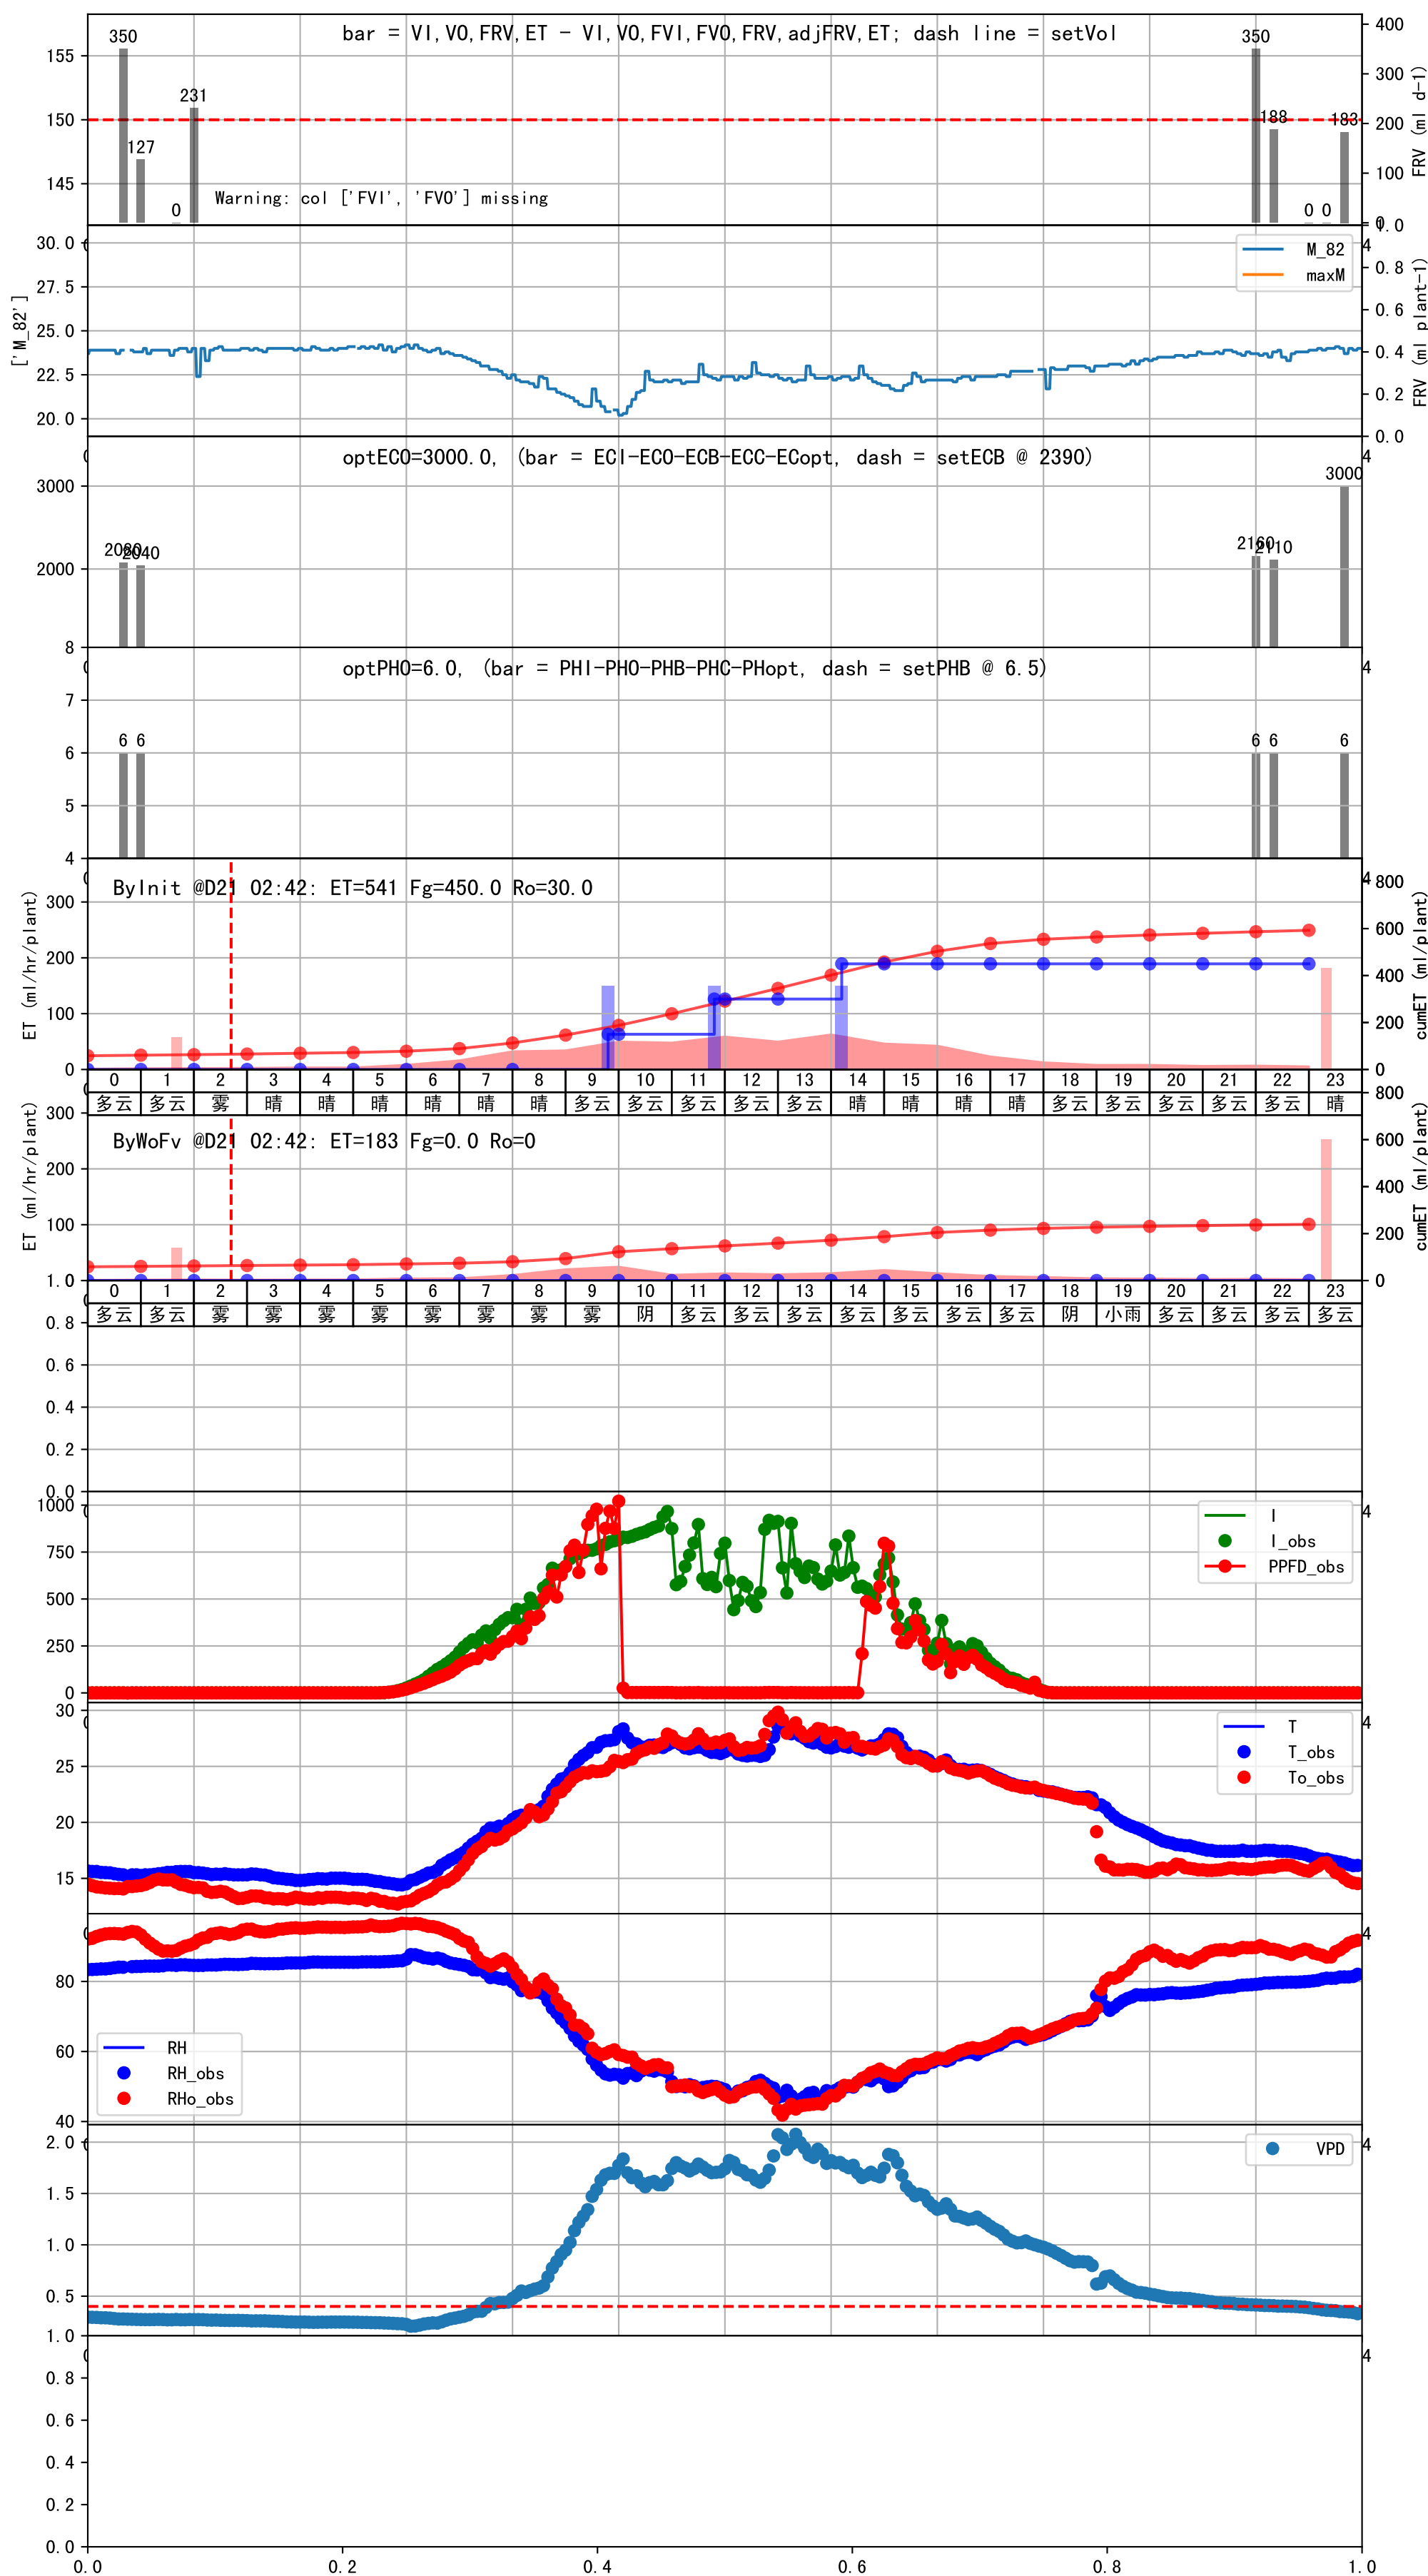 bar = VI,VO,FRV,ET - VI,VO,FVI,FVO,FRV,adjFRV,ET; dash line = setVol
350 127 0 231 350 188 0 0 183
155 150 145
400 300 200 100 0
FRV (ml d-1)
Warning: col ['FVI', 'FVO'] missing
30.0 27.5 25.0 22.5 20.0
['M_82']
M_82
maxM
1.0 0.8 0.6 0.4 0.2 0.0
FRV (ml plant-1)
optECO=3000.0, (bar = ECI-ECO-ECB-ECC-ECopt, dash = setECB @ 2390)
3000 2000
2080 2040 2160 2110 3000
optPHO=6.0, (bar = PHI-PHO-PHB-PHC-PHopt, dash = setPHB @ 6.5)
8 7 6 5 4
6 6 6 6 6
ByInit @D21 02:42: ET=541 Fg=450.0 Ro=30.0
ET (ml/hr/plant)
300 200 100 0
800 600 400 200 0
cumET (ml/plant)
0 1 2 3 4 5 6 7 8 9 10 11 12 13 14 15 16 17 18 19 20 21 22 23
多云 多云 雾 晴 晴 晴 晴 晴 晴 多云 多云 多云 多云 多云 晴 晴 晴 晴 多云 多云 多云 多云 多云 晴
ByWoFv @D21 02:42: ET=183 Fg=0.0 Ro=0
ET (ml/hr/plant)
300 200 100
800 600 400 200 0
cumET (ml/plant)
0 1 2 3 4 5 6 7 8 9 10 11 12 13 14 15 16 17 18 19 20 21 22 23
多云 多云 雾 雾 雾 雾 雾 雾 雾 雾 阴 多云 多云 多云 多云 多云 多云 多云 阴 小雨 多云 多云 多云 多云
1.0 0.8 0.6 0.4 0.2 0.0
1000 750 500 250 0
I
I_obs
PPFD_obs
30 25 20 15
T
T_obs
To_obs
80 60 40
RH
RH_obs
RHo_obs
2.0 1.5 1.0 0.5
VPD
1.0 0.8 0.6 0.4 0.2 0.0
0.0 0.2 0.4 0.6 0.8 1.0